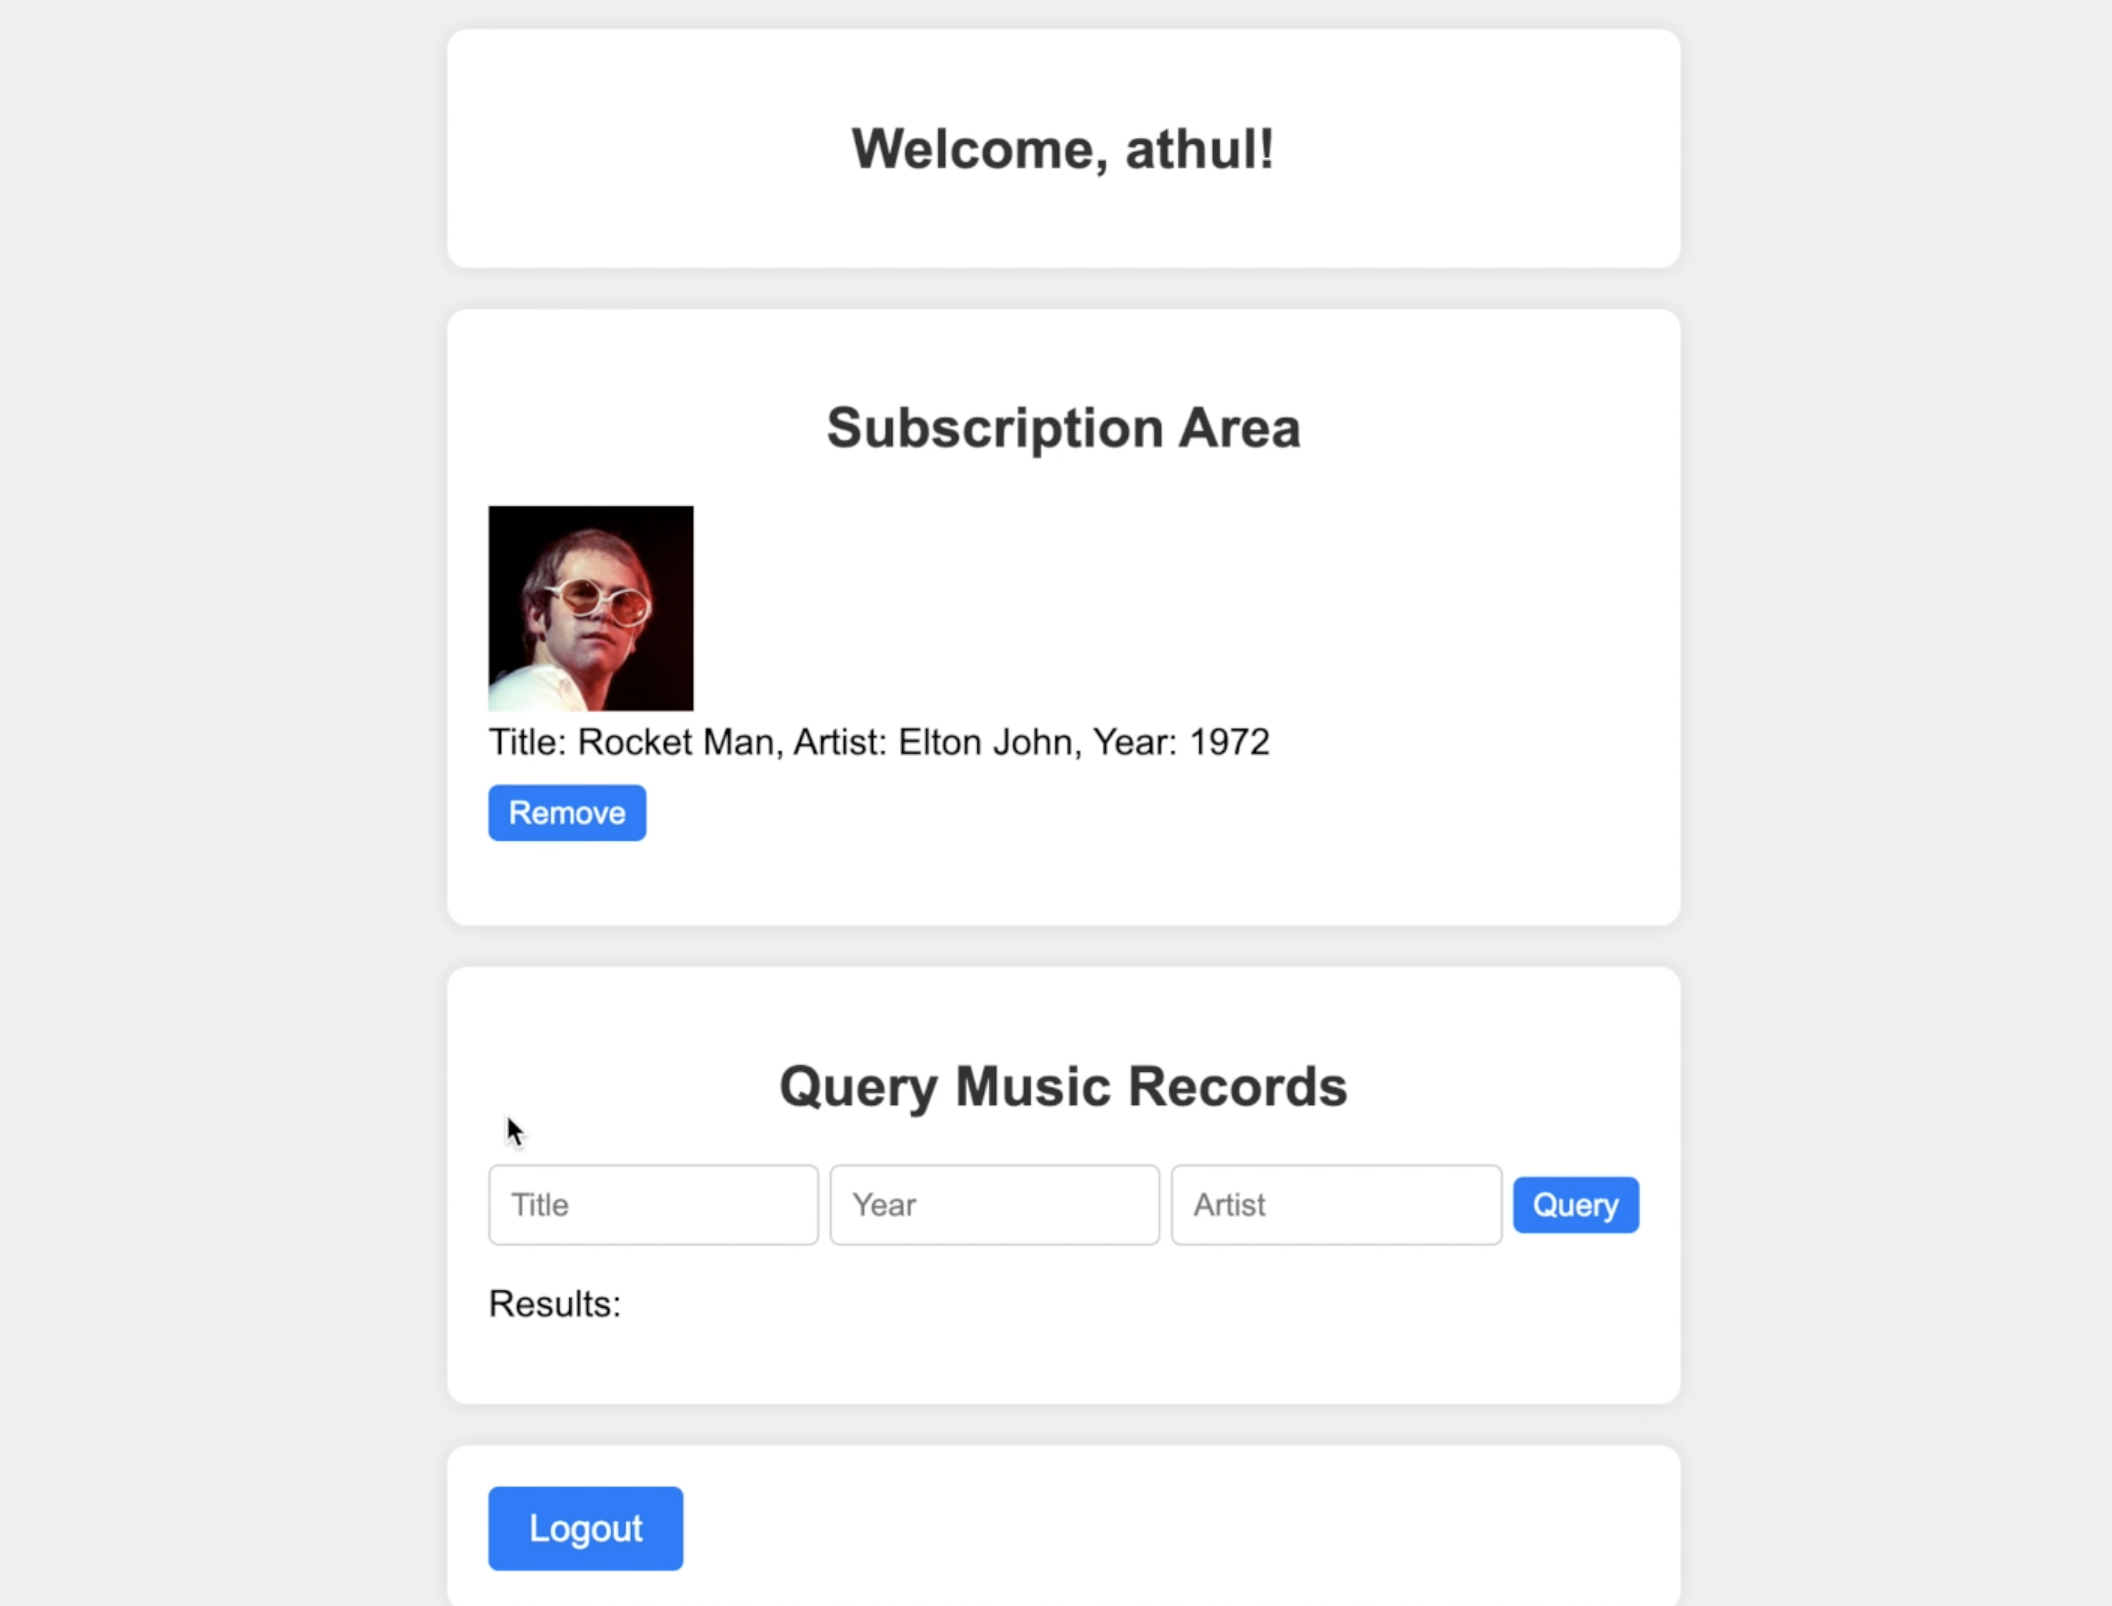 Welcome, athul!
Subscription Area
Title: Rocket Man, Artist: Elton John, Year: 1972
Remove
Query Music Records
Title Year Artist Query
Results:
Logout